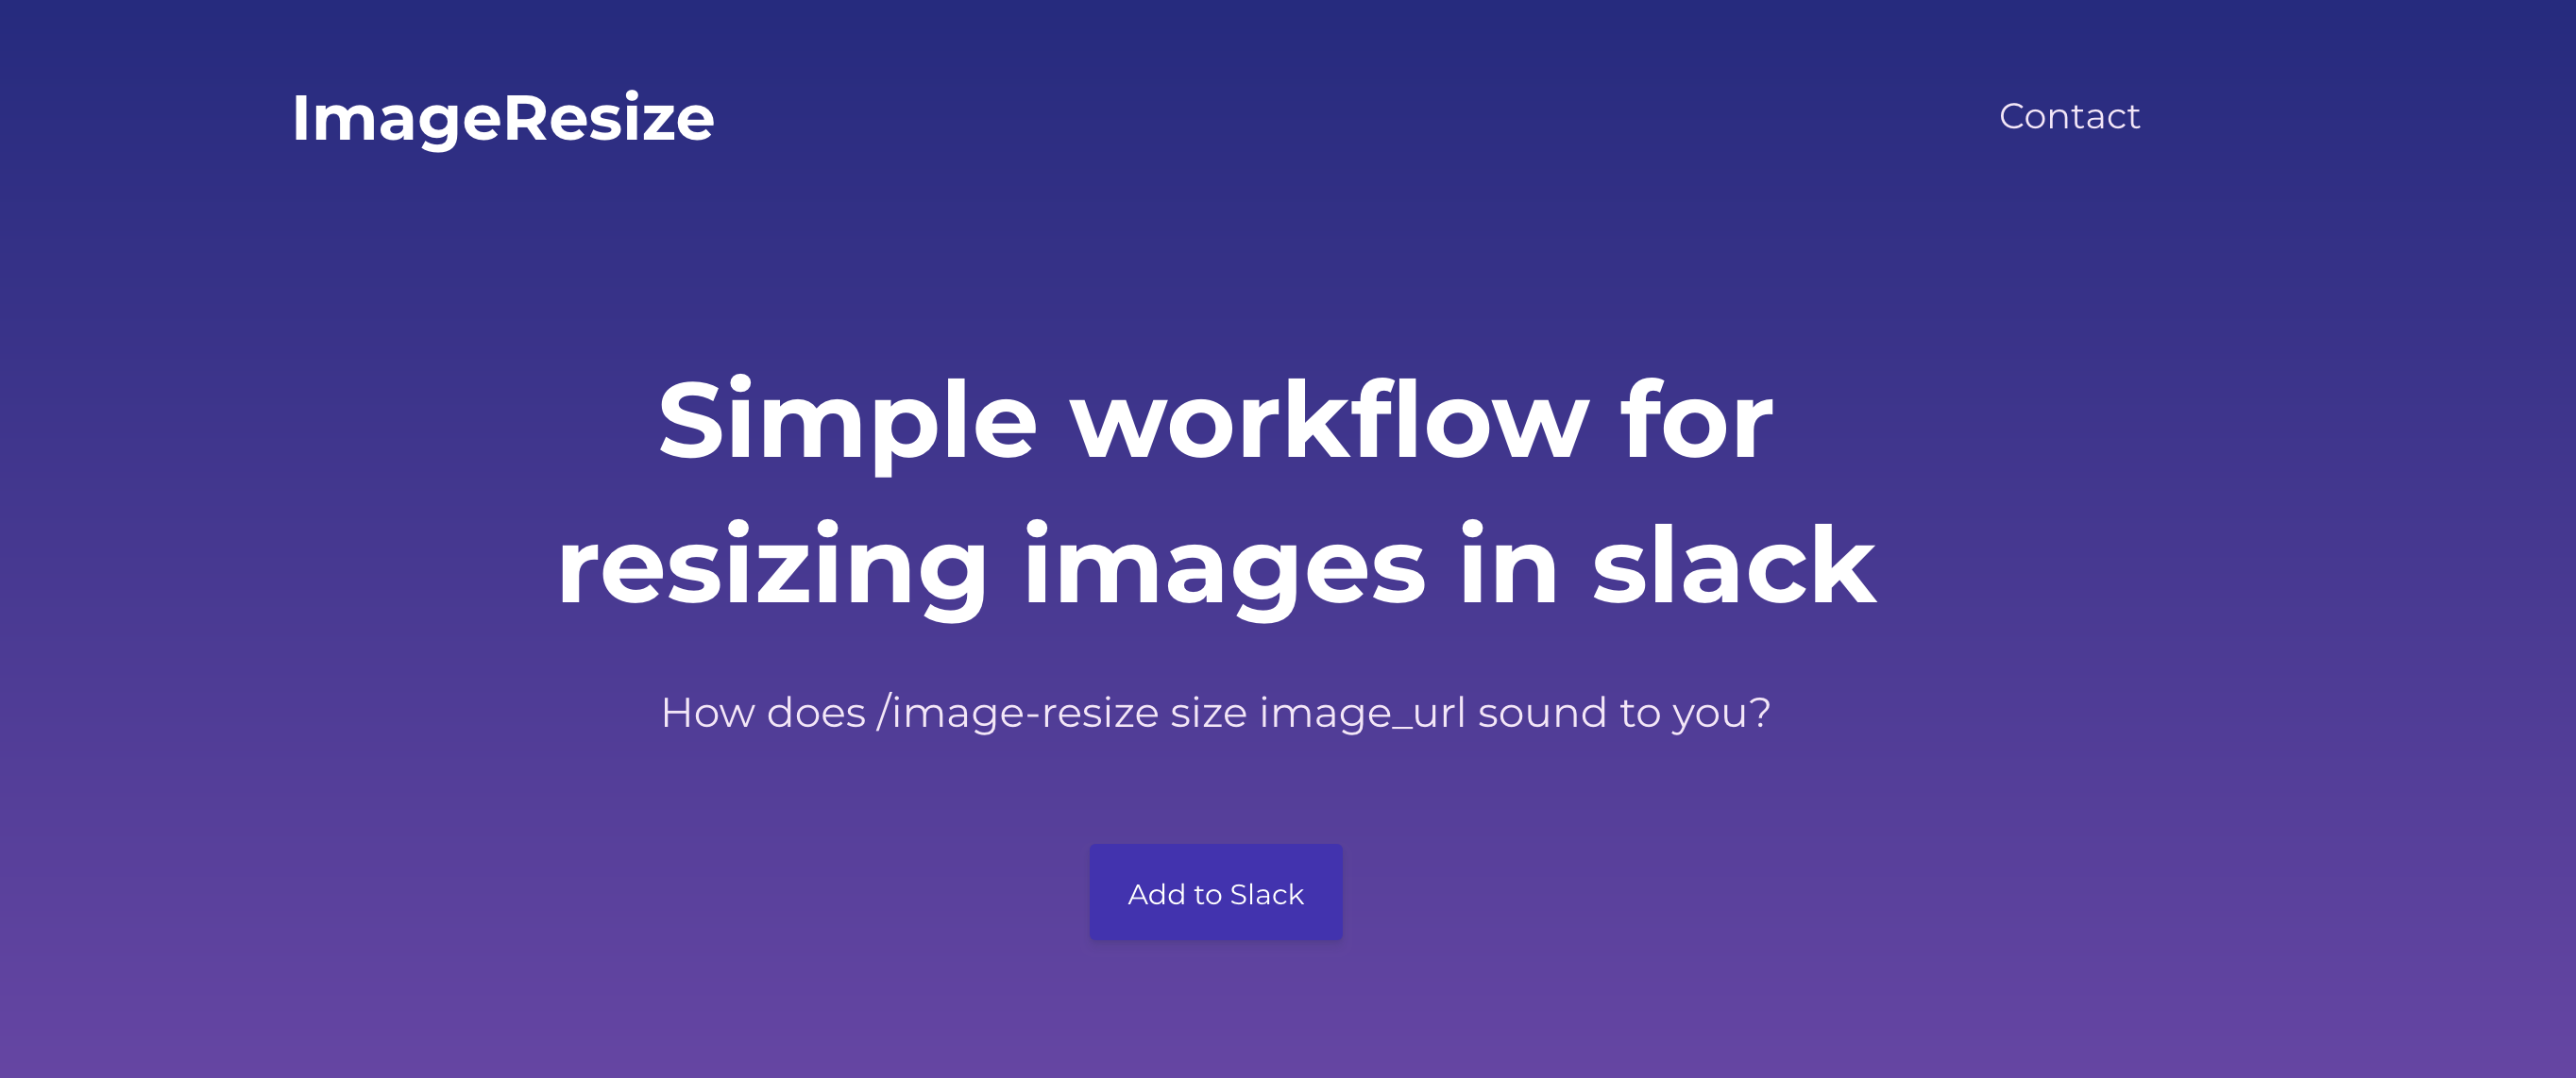 ImageResize
Contact
Simple workflow for
resizing images in slack
How does /image-resize size image_url sound to you?
Add to Slack